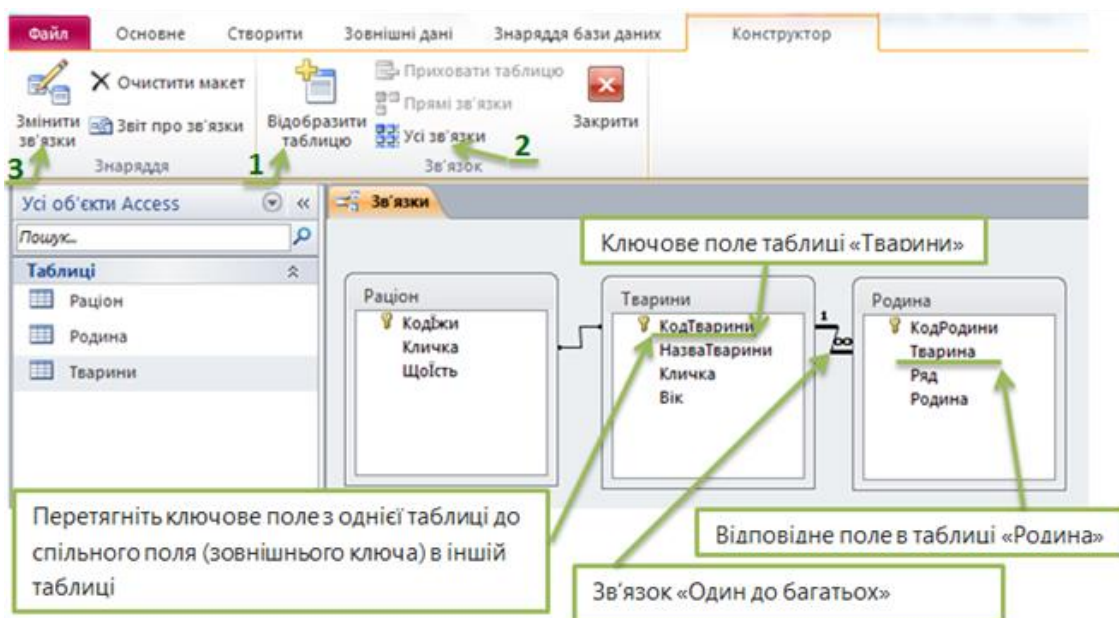 Файл Основне Створити Зовнішні дані Знаряддя бази даних Конструктор
Змінити зв'язки
Очистити макет
Звіт про зв'язки
Знаряддя
3
Відобразити таблицю
1
Приховати таблицю
Прямі зв'язки
Усі зв'язки
2
Зв'язок
Закрити
Усі об'єкти Access
Пошук...
Таблиці
Раціон
Родина
Тварини
Зв'язки
Ключове поле таблиці «Тварини»
Раціон
КодЇжи
Кличка
ЩоЇсть
Тварини
КодТварини
НазваТварини
Кличка
Вік
1
∞
Родина
КодРодини
Тварина
Ряд
Родина
Перетягніть ключове поле з однієї таблиці до
спільного поля (зовнішнього ключа) в іншій
таблиці
Відповідне поле в таблиці «Родина»
Зв'язок «Один до багатьох»